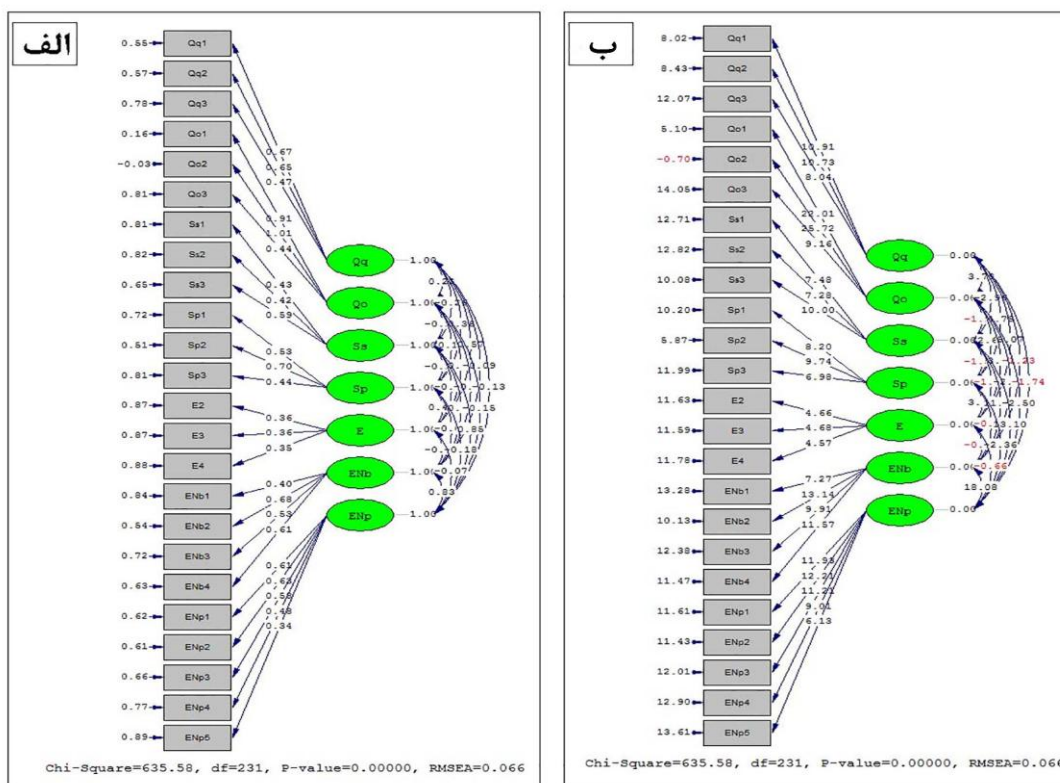 الف
0.55 Qq1
0.57 Qq2
0.78 Qq3
0.16 Qo1
-0.03 Qo2
0.81 Qo3
0.81 Ss1
0.82 Ss2
0.65 Ss3
0.72 Sp1
0.51 Sp2
0.81 Sp3
0.87 E2
0.87 E3
0.88 E4
0.84 ENb1
0.54 ENb2
0.72 ENb3
0.63 ENb4
0.62 ENp1
0.61 ENp2
0.66 ENp3
0.77 ENp4
0.89 ENp5
0.67
0.65
0.47
0.91
1.01
0.44
0.43
0.42
0.59
0.53
0.70
0.44
0.36
0.36
0.35
0.40
0.68
0.53
0.61
0.61
0.63
0.58
0.48
0.34
Qq 1.00
Qo
Ss
Sp
E
ENb
ENp 1.00
0.83
Chi-Square=635.58, df=231, P-value=0.00000, RMSEA=0.066
ب
8.02 Qq1
8.43 Qq2
12.07 Qq3
5.10 Qo1
-0.70 Qo2
14.05 Qo3
12.71 Ss1
12.82 Ss2
10.08 Ss3
10.20 Sp1
5.87 Sp2
11.99 Sp3
11.63 E2
11.59 E3
11.78 E4
13.28 ENb1
10.13 ENb2
12.38 ENb3
11.47 ENb4
11.61 ENp1
11.43 ENp2
12.01 ENp3
12.90 ENp4
13.61 ENp5
10.91
10.73
8.04
22.01
25.72
9.16
7.48
7.28
10.00
8.20
9.74
6.98
4.66
4.68
4.57
7.27
13.14
9.91
11.57
11.93
12.21
11.21
9.01
6.13
Qq 0.00
Qo
Ss
Sp
E
ENb
ENp 0.00
18.08
Chi-Square=635.58, df=231, P-value=0.00000, RMSEA=0.066